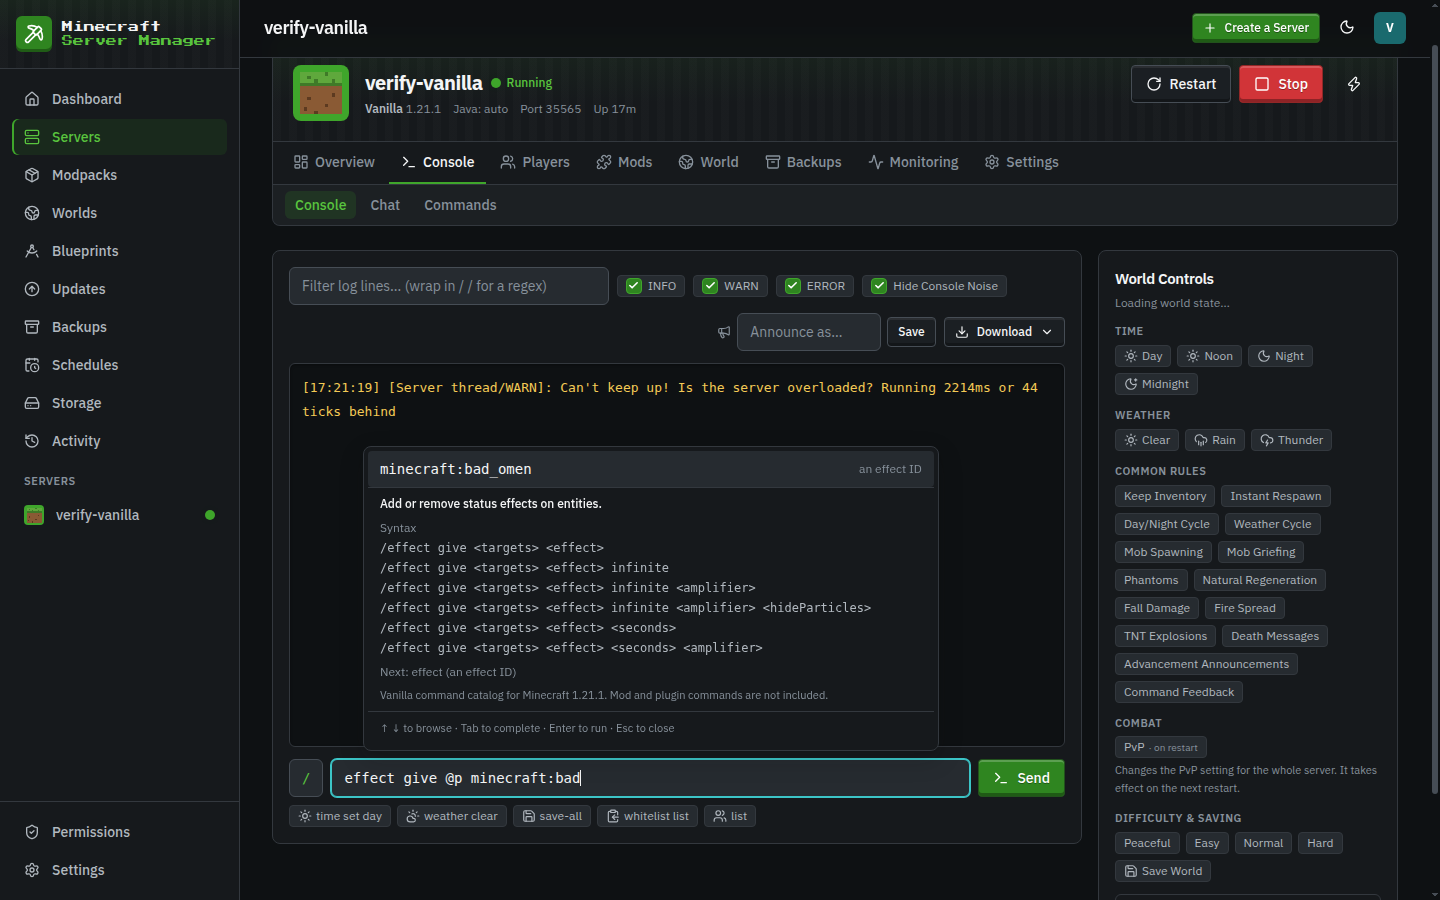 Minecraft
Server Manager
Dashboard
Servers
Modpacks
Worlds
Blueprints
Updates
Backups
Schedules
Storage
Activity
SERVERS
verify-vanilla
Permissions
Settings
verify-vanilla
Create a Server
V
verify-vanilla
Running
Vanilla 1.21.1 Java: auto Port 35565 Up 17m
Restart
Stop
Overview
Console
Players
Mods
World
Backups
Monitoring
Settings
Console
Chat
Commands
Filter log lines... (wrap in / / for a regex)
INFO
WARN
ERROR
Hide Console Noise
Announce as...
Save
Download
[17:21:19] [Server thread/WARN]: Can't keep up! Is the server overloaded? Running 2214ms or 44
ticks behind
minecraft:bad_omen
an effect ID
Add or remove status effects on entities.
Syntax
/effect give <targets> <effect>
/effect give <targets> <effect> infinite
/effect give <targets> <effect> infinite <amplifier>
/effect give <targets> <effect> infinite <amplifier> <hideParticles>
/effect give <targets> <effect> <seconds>
/effect give <targets> <effect> <seconds> <amplifier>
Next: effect (an effect ID)
Vanilla command catalog for Minecraft 1.21.1. Mod and plugin commands are not included.
↑ ↓ to browse · Tab to complete · Enter to run · Esc to close
/
effect give @p minecraft:bad
Send
time set day
weather clear
save-all
whitelist list
list
World Controls
Loading world state...
TIME
Day
Noon
Night
Midnight
WEATHER
Clear
Rain
Thunder
COMMON RULES
Keep Inventory
Instant Respawn
Day/Night Cycle
Weather Cycle
Mob Spawning
Mob Griefing
Phantoms
Natural Regeneration
Fall Damage
Fire Spread
TNT Explosions
Death Messages
Advancement Announcements
Command Feedback
COMBAT
PvP · on restart
Changes the PvP setting for the whole server. It takes
effect on the next restart.
DIFFICULTY & SAVING
Peaceful
Easy
Normal
Hard
Save World